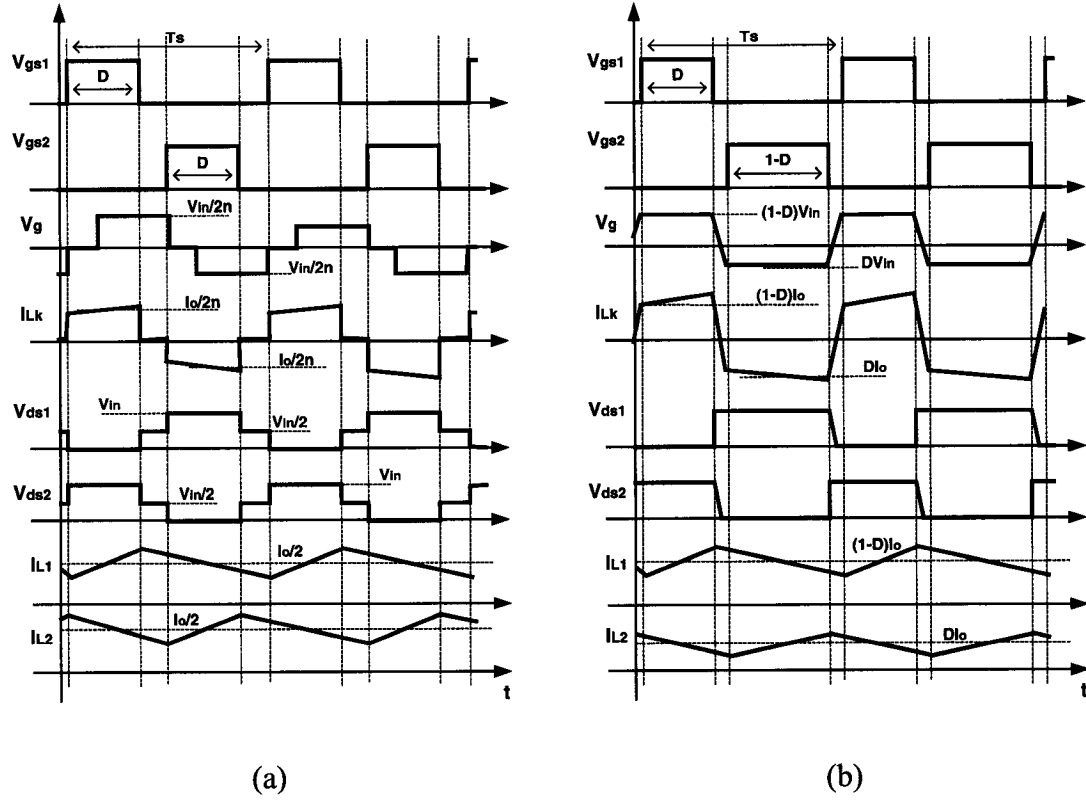 Ts
Vgs1
D
Vgs2
D
Vin/2n
Vg
Vin/2n
Io/2n
ILk
Io/2n
Vin
Vds1
Vin/2
Vin
Vds2
Vin/2
Io/2
IL1
Io/2
IL2
t
(a)
Ts
Vgs1
D
Vgs2
1-D
Vg
(1-D)Vin
DVin
(1-D)Io
ILk
DIo
Vds1
Vds2
(1-D)Io
IL1
IL2
DIo
t
(b)